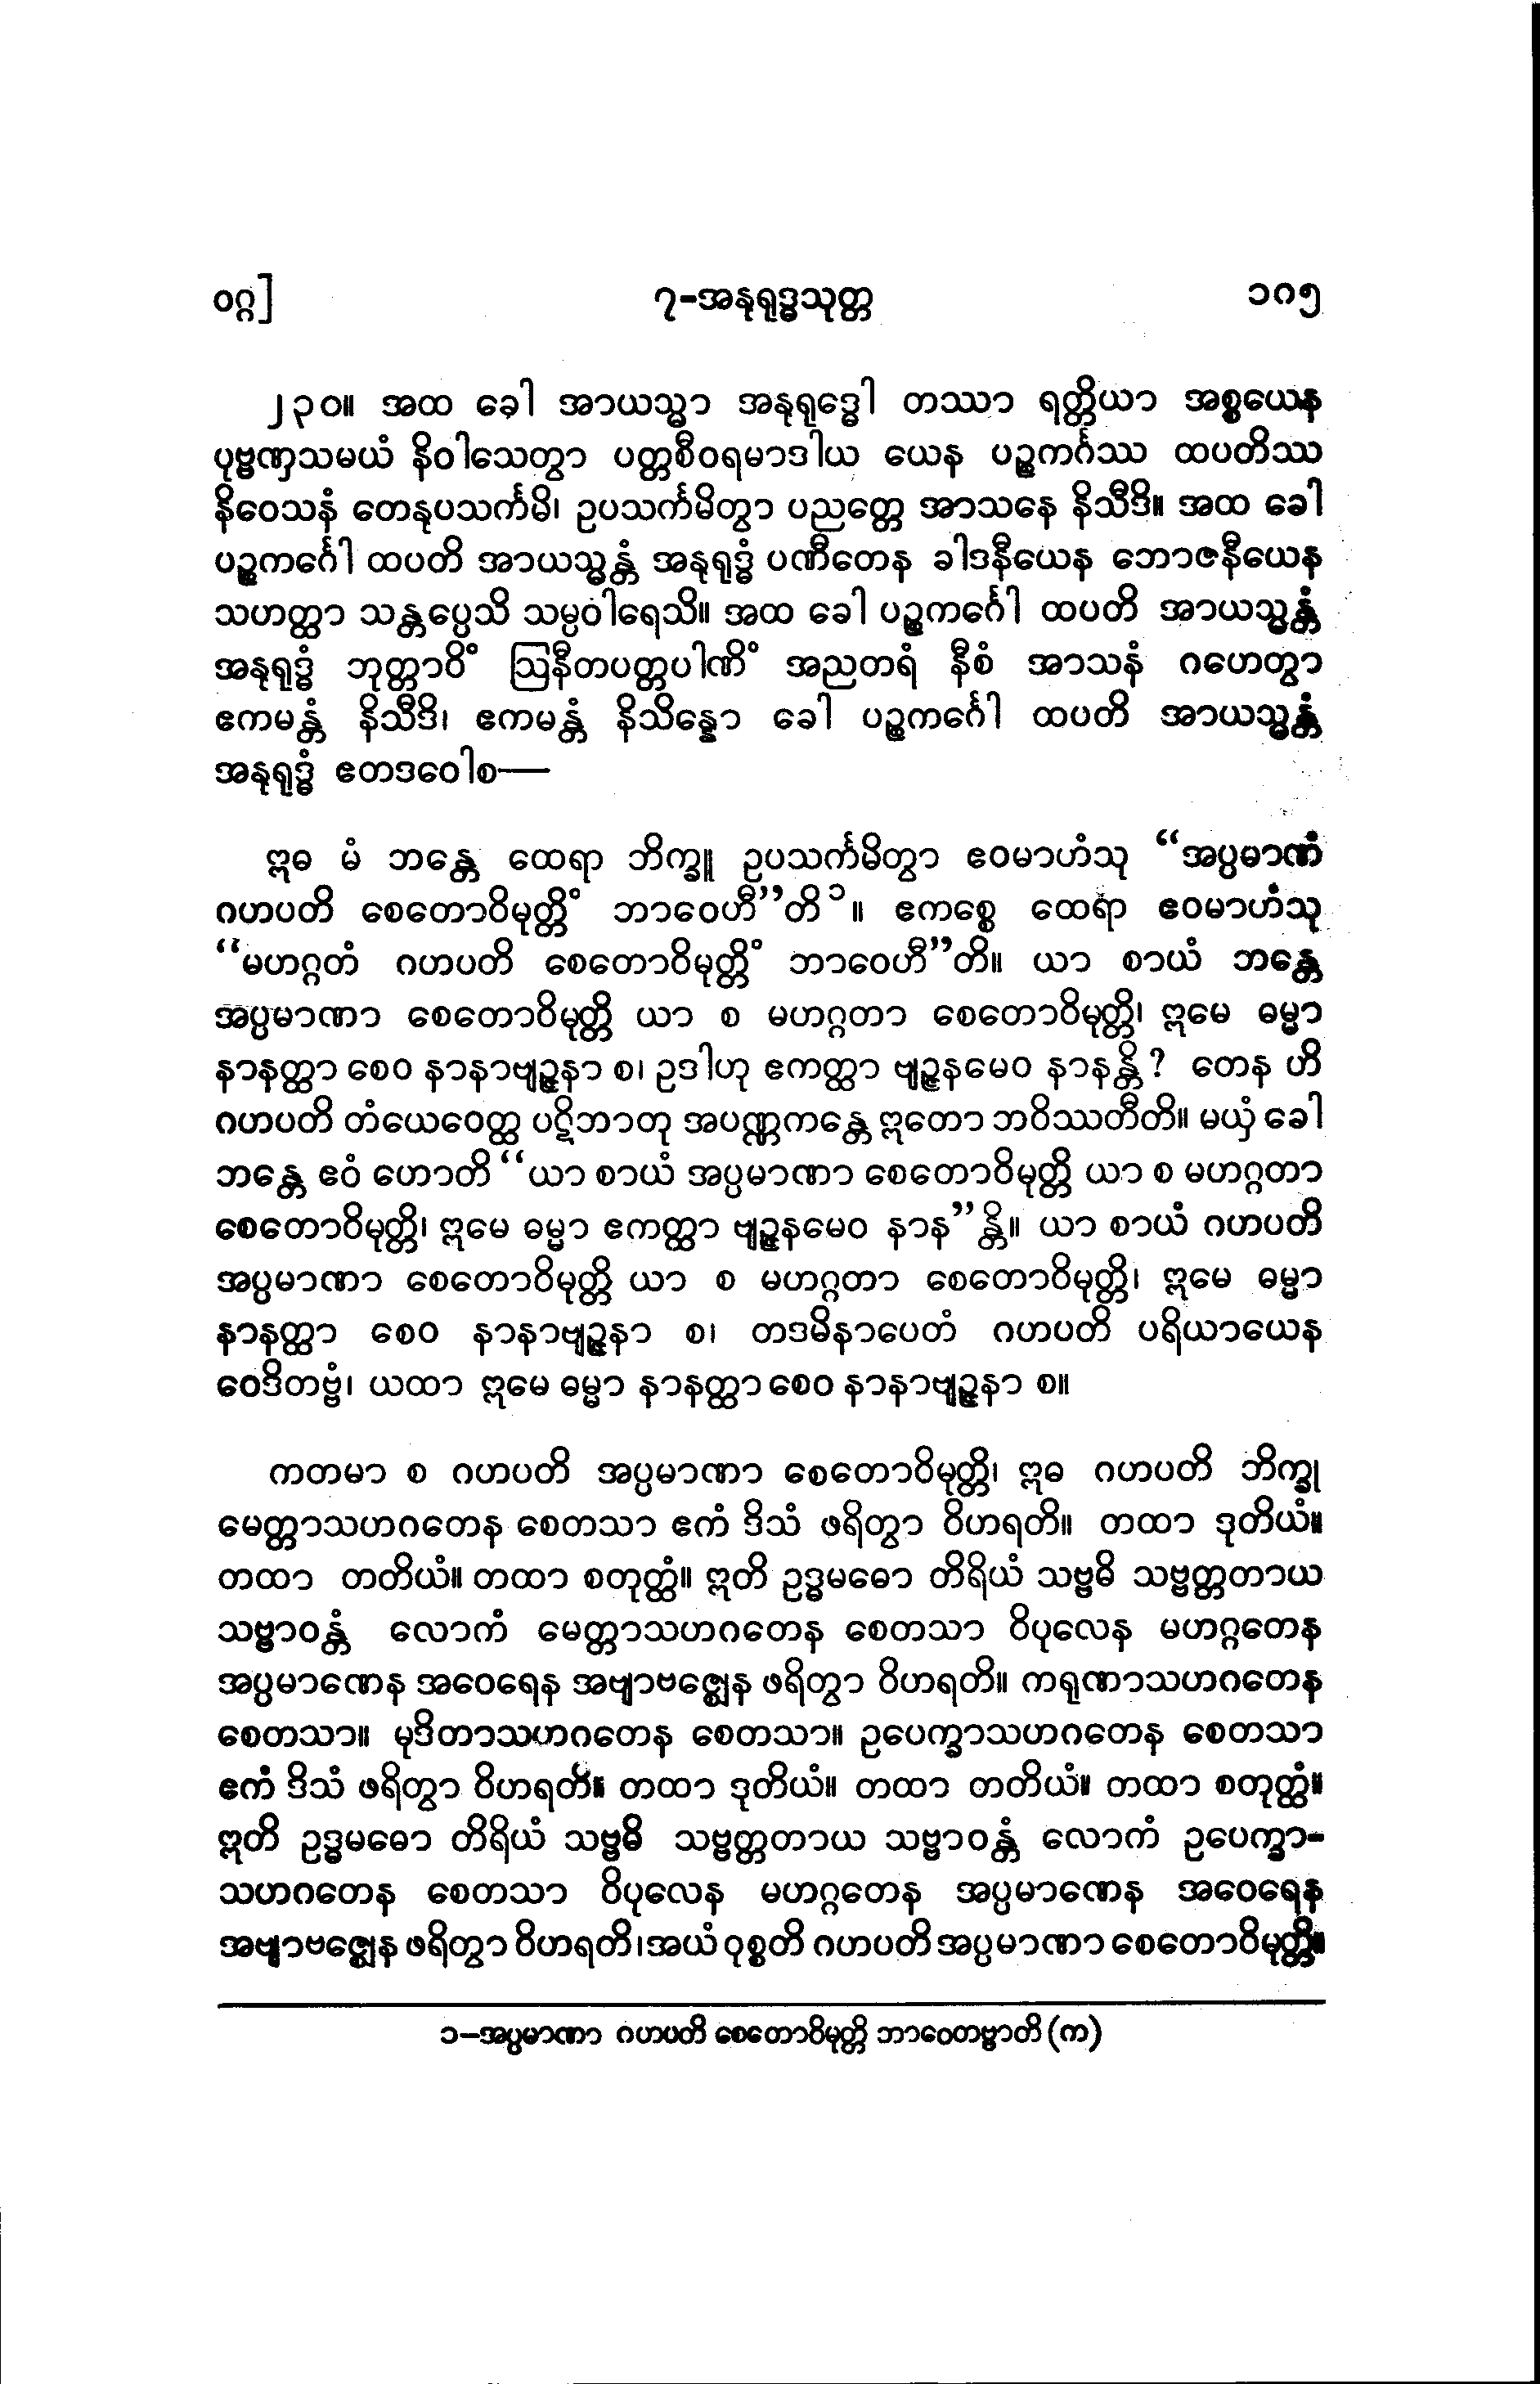 ဝဂ္ဂ]
၇-အနုရုဒ္ဓသုတ္တ
၁၈၅
၂၃၀။ အထ ခေါ အာယသ္မာ အနုရုဒ္ဓေါ တဿာ ရတ္တိယာ အစ္စယေန
ပုဗ္ဗဏှသမယံ နိဝါသေတွာ ပတ္တစီဝရမာဒါယ ယေန ပဉ္စကင်္ဂဿ ထပတိဿ
နိဝေသနံ တေနုပသင်္ကမိ၊ ဥပသင်္ကမိတွာ ပညတ္တေ အာသနေ နိသီဒိ။ အထ ခေါ
ပဉ္စကင်္ဂေါ ထပတိ အာယသ္မန္တံ အနုရုဒ္ဓံ ပဏီတေန ခါဒနီယေန ဘောဇနီယေန
သဟတ္ထာ သန္တပ္ပေသိ သမ္ပဝါရေသိ။ အထ ခေါ ပဉ္စကင်္ဂေါ ထပတိ အာယသ္မန္တံ
အနုရုဒ္ဓံ ဘုတ္တာဝိံ ဩနီတပတ္တပါဏိံ အညတရံ နီစံ အာသနံ ဂဟေတွာ
ဧကမန္တံ နိသီဒိ၊ ဧကမန္တံ နိသိန္နော ခေါ ပဉ္စကင်္ဂေါ ထပတိ အာယသ္မန္တံ
အနုရုဒ္ဓံ ဧတဒဝေါစ—
ဣဓ မံ ဘန္တေ ထေရာ ဘိက္ခူ ဥပသင်္ကမိတွာ ဧဝမာဟံသု “အပ္ပမာဏံ
ဂဟပတိ စေတောဝိမုတ္တိံ ဘာဝေဟီ”တိ၁။ ဧကစ္စေ ထေရာ ဧဝမာဟံသု
“မဟဂ္ဂတံ ဂဟပတိ စေတောဝိမုတ္တိံ ဘာဝေဟီ”တိ။ ယာ စာယံ ဘန္တေ
အပ္ပမာဏာ စေတောဝိမုတ္တိ ယာ စ မဟဂ္ဂတာ စေတောဝိမုတ္တိ၊ ဣမေ ဓမ္မာ
နာနတ္ထာ စေဝ နာနာဗျဉ္ဇနာ စ၊ ဥဒါဟု ဧကတ္ထာ ဗျဉ္ဇနမေဝ နာနန္တိ? တေန ဟိ
ဂဟပတိ တံယေဝေတ္ထ ပဋိဘာတု အပဏ္ဏကန္တေ ဣတော ဘဝိဿတီတိ။ မယှံ ခေါ
ဘန္တေ ဧဝံ ဟောတိ “ယာ စာယံ အပ္ပမာဏာ စေတောဝိမုတ္တိ ယာ စ မဟဂ္ဂတာ
စေတောဝိမုတ္တိ၊ ဣမေ ဓမ္မာ ဧကတ္ထာ ဗျဉ္ဇနမေဝ နာန”န္တိ။ ယာ စာယံ ဂဟပတိ
အပ္ပမာဏာ စေတောဝိမုတ္တိ ယာ စ မဟဂ္ဂတာ စေတောဝိမုတ္တိ၊ ဣမေ ဓမ္မာ
နာနတ္ထာ စေဝ နာနာဗျဉ္ဇနာ စ၊ တဒမိနာပေတံ ဂဟပတိ ပရိယာယေန
ဝေဒိတဗ္ဗံ၊ ယထာ ဣမေ ဓမ္မာ နာနတ္ထာ စေဝ နာနာဗျဉ္ဇနာ စ။
ကတမာ စ ဂဟပတိ အပ္ပမာဏာ စေတောဝိမုတ္တိ၊ ဣဓ ဂဟပတိ ဘိက္ခု
မေတ္တာသဟဂတေန စေတသာ ဧကံ ဒိသံ ဖရိတွာ ဝိဟရတိ။ တထာ ဒုတိယံ။
တထာ တတိယံ။ တထာ စတုတ္ထံ။ ဣတိ ဥဒ္ဓမဓော တိရိယံ သဗ္ဗဓိ သဗ္ဗတ္တတာယ
သဗ္ဗာဝန္တံ လောကံ မေတ္တာသဟဂတေန စေတသာ ဝိပုလေန မဟဂ္ဂတေန
အပ္ပမာဏေန အဝေရေန အဗျာဗဇ္ဈေန ဖရိတွာ ဝိဟရတိ။ ကရုဏာသဟဂတေန
စေတသာ။ မုဒိတာသဟဂတေန စေတသာ။ ဥပေက္ခာသဟဂတေန စေတသာ
ဧကံ ဒိသံ ဖရိတွာ ဝိဟရတိ။ တထာ ဒုတိယံ။ တထာ တတိယံ။ တထာ စတုတ္ထံ။
ဣတိ ဥဒ္ဓမဓော တိရိယံ သဗ္ဗဓိ သဗ္ဗတ္တတာယ သဗ္ဗာဝန္တံ လောကံ ဥပေက္ခာ-
သဟဂတေန စေတသာ ဝိပုလေန မဟဂ္ဂတေန အပ္ပမာဏေန အဝေရေန
အဗျာဗဇ္ဈေန ဖရိတွာ ဝိဟရတိ၊ အယံ ဝုစ္စတိ ဂဟပတိ အပ္ပမာဏာ စေတောဝိမုတ္တိ။
၁—အပ္ပမာဏာ ဂဟပတိ စေတောဝိမုတ္တိ ဘာဝေတဗ္ဗာတိ (က)